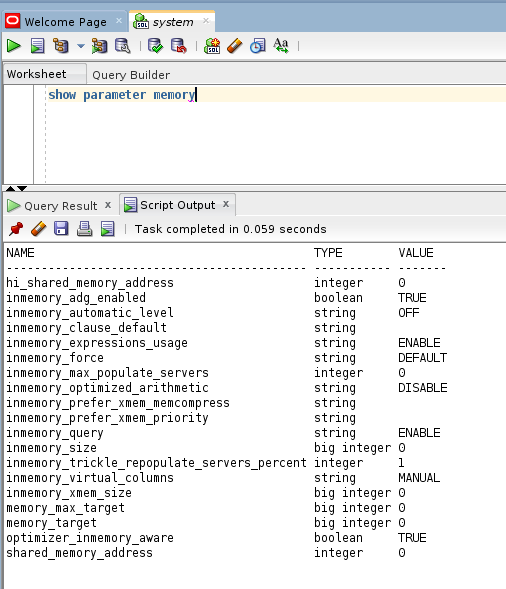 Welcome Page
system
SQL
SQL
Aa
Worksheet
Query Builder
show parameter memory
Query Result
Script Output
Task completed in 0.059 seconds
NAME TYPE VALUE
------------------------------------------ ----------- -------
hi_shared_memory_address integer 0
inmemory_adg_enabled boolean TRUE
inmemory_automatic_level string OFF
inmemory_clause_default string
inmemory_expressions_usage string ENABLE
inmemory_force string DEFAULT
inmemory_max_populate_servers integer 0
inmemory_optimized_arithmetic string DISABLE
inmemory_prefer_xmem_memcompress string
inmemory_prefer_xmem_priority string
inmemory_query string ENABLE
inmemory_size big integer 0
inmemory_trickle_repopulate_servers_percent integer 1
inmemory_virtual_columns string MANUAL
inmemory_xmem_size big integer 0
memory_max_target big integer 0
memory_target big integer 0
optimizer_inmemory_aware boolean TRUE
shared_memory_address integer 0